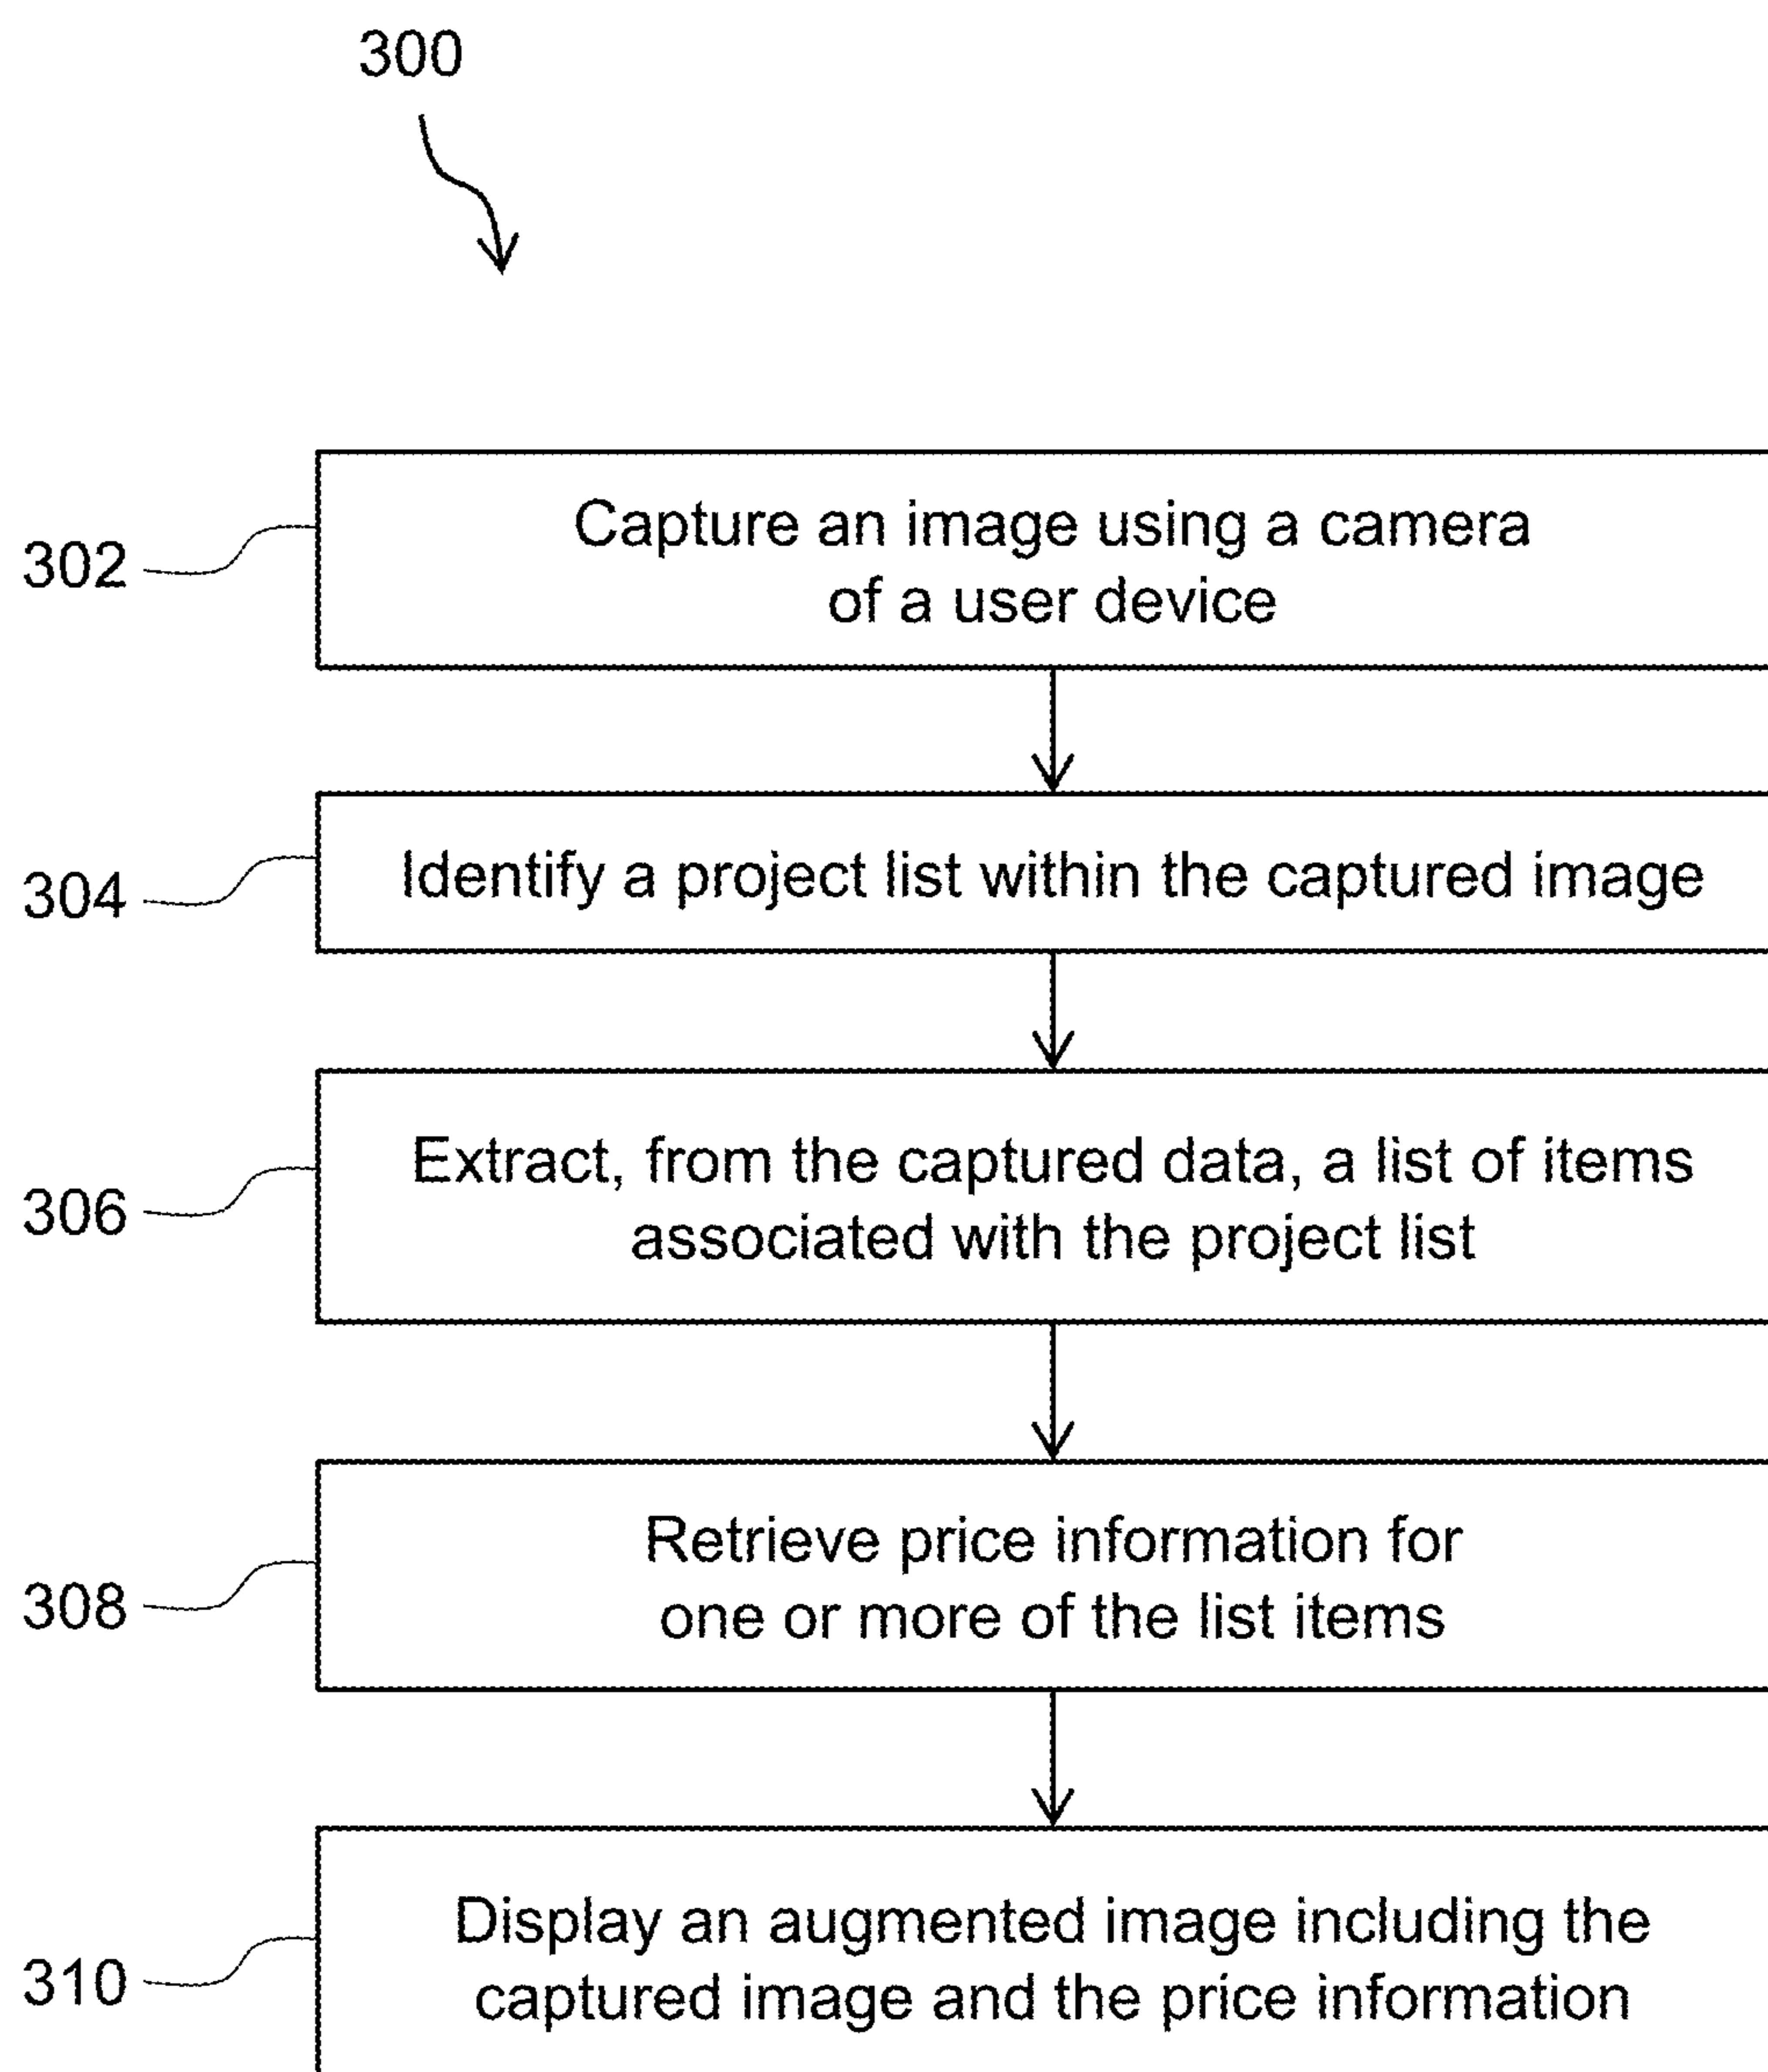 300
302
Capture an image using a camera
of a user device
304
Identify a project list within the captured image
306
Extract, from the captured data, a list of items
associated with the project list
308
Retrieve price information for
one or more of the list items
310
Display an augmented image including the
captured image and the price information